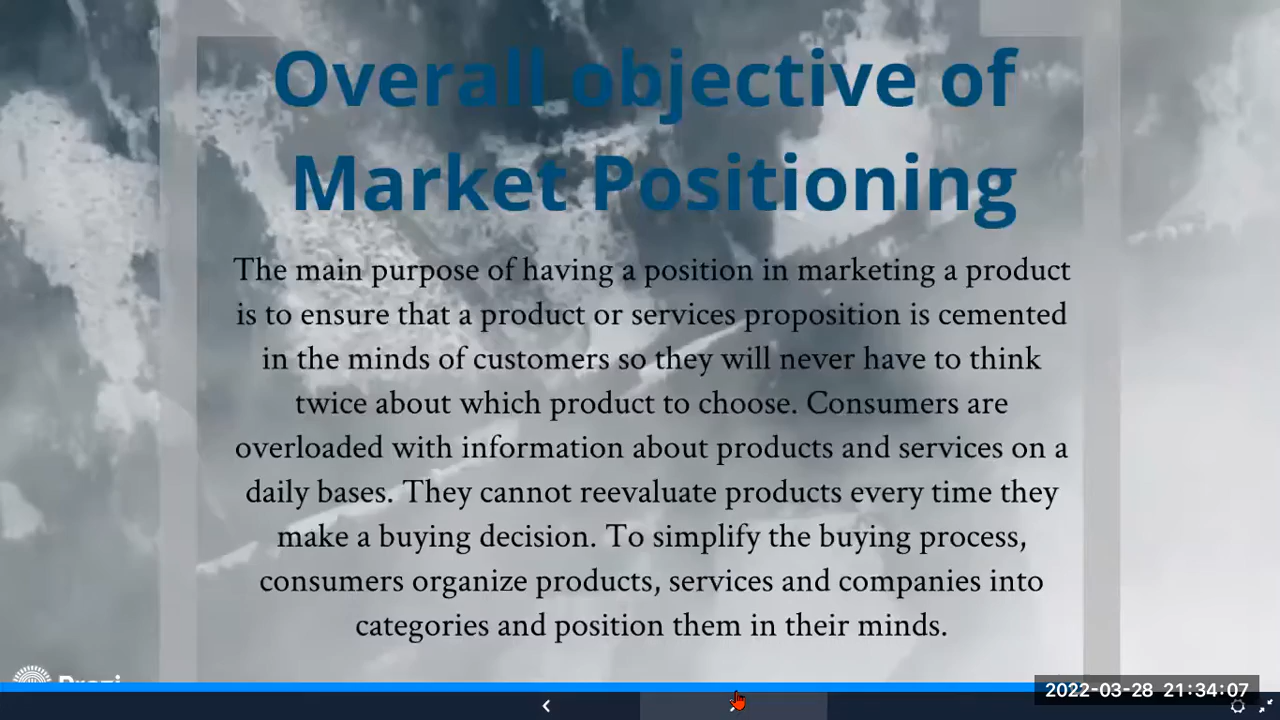 Overall objective of
Market Positioning
The main purpose of having a position in marketing a product
is to ensure that a product or services proposition is cemented
in the minds of customers so they will never have to think
twice about which product to choose. Consumers are
overloaded with information about products and services on a
daily bases. They cannot reevaluate products every time they
make a buying decision. To simplify the buying process,
consumers organize products, services and companies into
categories and position them in their minds.
Prezi
2022-03-28 21:34:07